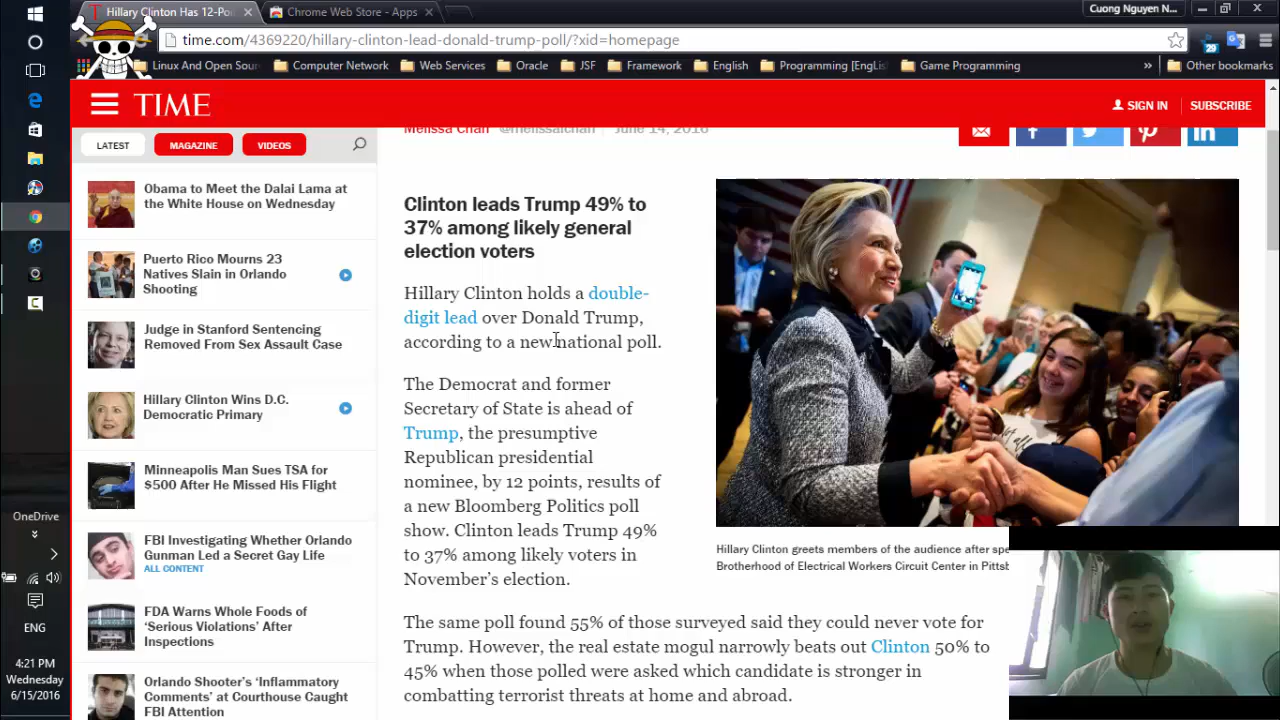 Hillary Clinton Has 12-Poi
Chrome Web Store - Apps
Cuong Nguyen N...
time.com/4369220/hillary-clinton-lead-donald-trump-poll/?xid=homepage
29
Linux And Open Sour
Computer Network
Web Services
Oracle
JSF
Framework
English
Programming [EngLis
Game Programming
»
Other bookmarks
TIME
SIGN IN
SUBSCRIBE
LATEST
MAGAZINE
VIDEOS
Melissa Chan @melissalchan June 14, 2016
Obama to Meet the Dalai Lama at
the White House on Wednesday
Puerto Rico Mourns 23
Natives Slain in Orlando
Shooting
Judge in Stanford Sentencing
Removed From Sex Assault Case
Hillary Clinton Wins D.C.
Democratic Primary
Minneapolis Man Sues TSA for
$500 After He Missed His Flight
FBI Investigating Whether Orlando
Gunman Led a Secret Gay Life
ALL CONTENT
FDA Warns Whole Foods of
‘Serious Violations’ After
Inspections
Orlando Shooter’s ‘Inflammatory
Comments’ at Courthouse Caught
FBI Attention
Clinton leads Trump 49% to
37% among likely general
election voters
Hillary Clinton holds a double-
digit lead over Donald Trump,
according to a new national poll.
The Democrat and former
Secretary of State is ahead of
Trump, the presumptive
Republican presidential
nominee, by 12 points, results of
a new Bloomberg Politics poll
show. Clinton leads Trump 49%
to 37% among likely voters in
November’s election.
Hillary Clinton greets members of the audience after spe
Brotherhood of Electrical Workers Circuit Center in Pittsb
The same poll found 55% of those surveyed said they could never vote for
Trump. However, the real estate mogul narrowly beats out Clinton 50% to
45% when those polled were asked which candidate is stronger in
combatting terrorist threats at home and abroad.
OneDrive
ENG
4:21 PM
Wednesday
6/15/2016